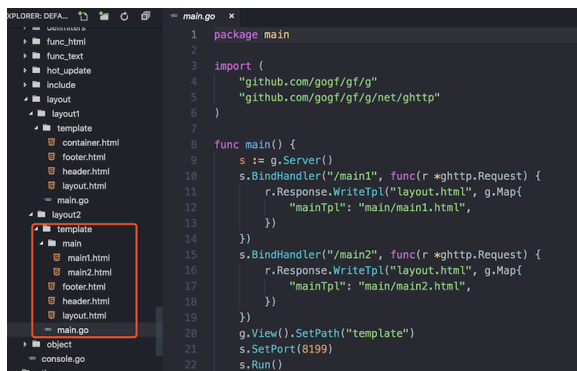 XPLORER: DEFA...
delimiters
func_html
func_text
hot_update
include
layout
layout1
template
container.html
footer.html
header.html
layout.html
main.go
layout2
template
main
main1.html
main2.html
footer.html
header.html
layout.html
main.go
object
console.go
main.go ×
1 package main
2
3 import (
4 "github.com/gogf/gf/g"
5 "github.com/gogf/gf/g/net/ghttp"
6 )
7
8 func main() {
9 s := g.Server()
10 s.BindHandler("/main1", func(r *ghttp.Request) {
11 r.Response.WriteTpl("layout.html", g.Map{
12 "mainTpl": "main/main1.html",
13 })
14 })
15 s.BindHandler("/main2", func(r *ghttp.Request) {
16 r.Response.WriteTpl("layout.html", g.Map{
17 "mainTpl": "main/main2.html",
18 })
19 })
20 g.View().SetPath("template")
21 s.SetPort(8199)
22 s.Run()